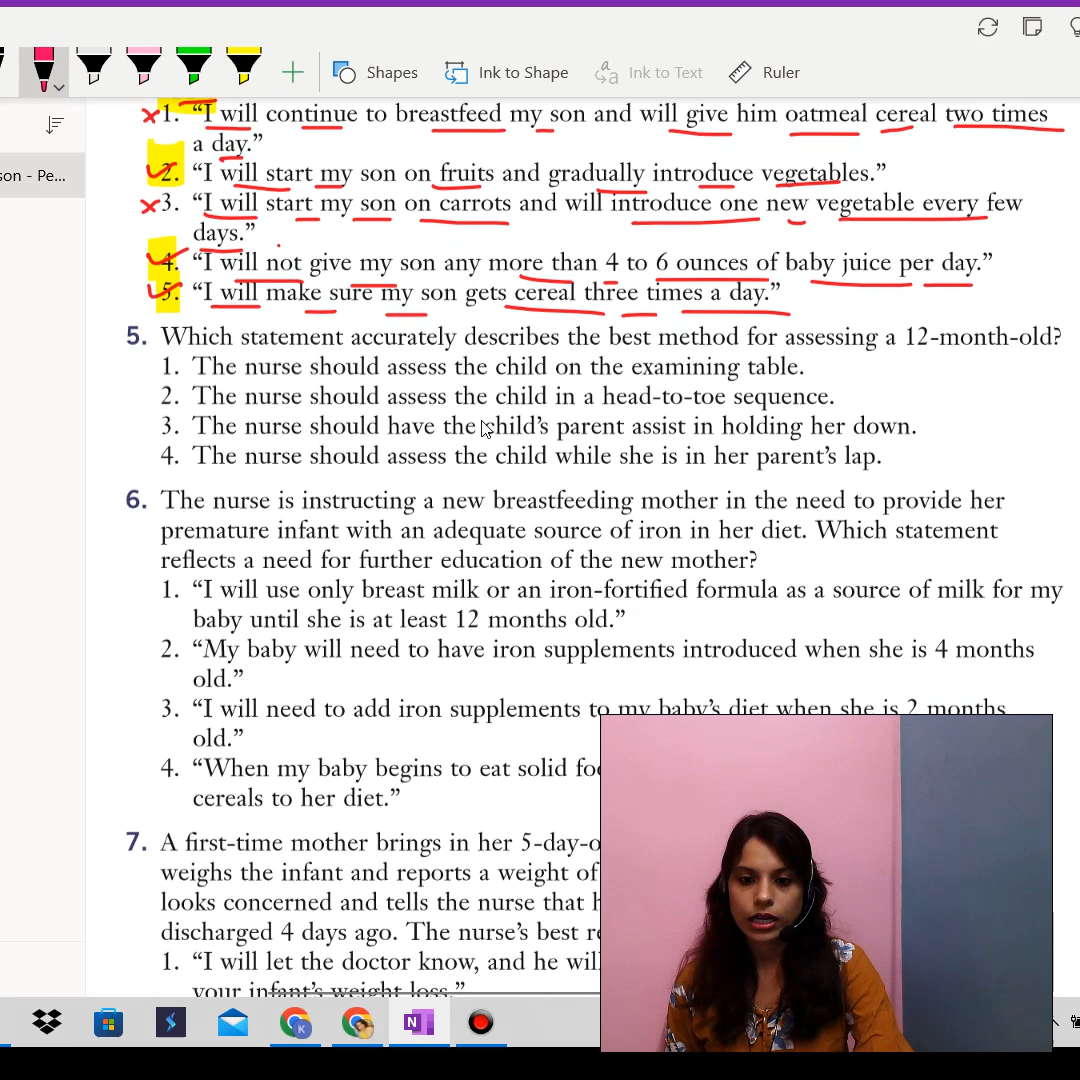 Shapes
Ink to Shape
Ink to Text
Ruler
son - Pe...
1. “I will continue to breastfeed my son and will give him oatmeal cereal two times
a day.”
2. “I will start my son on fruits and gradually introduce vegetables.”
3. “I will start my son on carrots and will introduce one new vegetable every few
days.”
4. “I will not give my son any more than 4 to 6 ounces of baby juice per day.”
5. “I will make sure my son gets cereal three times a day.”
5. Which statement accurately describes the best method for assessing a 12-month-old?
1. The nurse should assess the child on the examining table.
2. The nurse should assess the child in a head-to-toe sequence.
3. The nurse should have the child’s parent assist in holding her down.
4. The nurse should assess the child while she is in her parent’s lap.
6. The nurse is instructing a new breastfeeding mother in the need to provide her
premature infant with an adequate source of iron in her diet. Which statement
reflects a need for further education of the new mother?
1. “I will use only breast milk or an iron-fortified formula as a source of milk for my
baby until she is at least 12 months old.”
2. “My baby will need to have iron supplements introduced when she is 4 months
old.”
3. “I will need to add iron supplements to my baby’s diet when she is 2 months
old.”
4. “When my baby begins to eat solid
cereals to her diet.”
7. A first-time mother brings in her
weighs the infant and reports a weight of
looks concerned and tells the nurse that
discharged 4 days ago. The nurse’s best
1. “I will let the doctor know, and he will
your infant’s weight loss.”